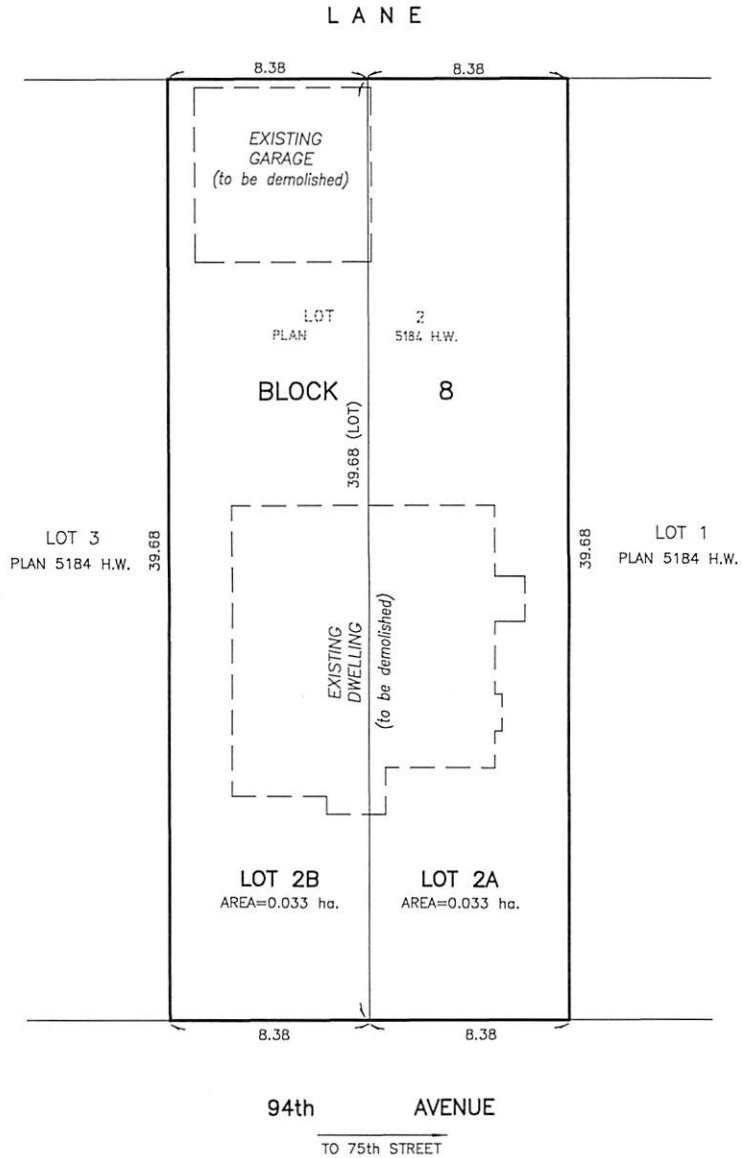 LANE
8.38 8.38
EXISTING
GARAGE
(to be demolished)
LOT 2
PLAN 5184 H.W.
BLOCK 8
39.68 (LOT)
LOT 3
PLAN 5184 H.W.
39.68
39.68
LOT 1
PLAN 5184 H.W.
EXISTING
DWELLING
(to be demolished)
LOT 2B
AREA=0.033 ha.
LOT 2A
AREA=0.033 ha.
8.38 8.38
94th AVENUE
TO 75th STREET